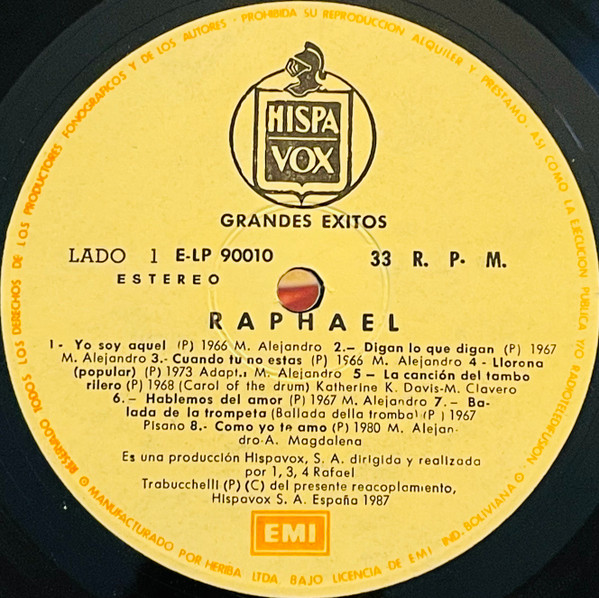 RESERVADO TODOS LOS DERECHOS DE LOS PRODUCTORES FONOGRAFICOS Y DE LOS AUTORES · PROHIBIDA SU REPRODUCCION ALQUILER Y PRESTAMO. ASI COMO LA EJECUCION PUBLICA Y/O RADIOTELEDIFUSION
HISPA
VOX
GRANDES EXITOS
LADO 1 E-LP 90010 33 R. P. M.
ESTEREO
RAPHAEL
1- Yo soy aquel (P) 1966 M. Alejandro 2.- Digan lo que digan (P) 1967
M. Alejandro 3.- Cuando tu no estas (P) 1966 M. Alejandro 4 - Llorona
(popular) (P) 1973 Adapt.: M. Alejandro 5 - La canción del tambo
rilero (P) 1968 (Carol of the drum) Katherine K. Davis-M. Clavero
6.- Hablemos del amor (P) 1967 M. Alejandro 7.- Ba-
lada de la trompeta (Ballada della tromba) (P) 1967
Pisano 8.- Como yo te amo (P) 1980 M. Alejan-
dro-A. Magdalena
Es una producción Hispavox, S. A. dirigida y realizada
por 1, 3, 4 Rafael
Trabucchelli (P) (C) del presente reacoplamiento,
Hispavox S. A. España 1987
EMI
MANUFACTURADO POR HERIBA LTDA. BAJO LICENCIA DE EMI IND. BOLIVIANA